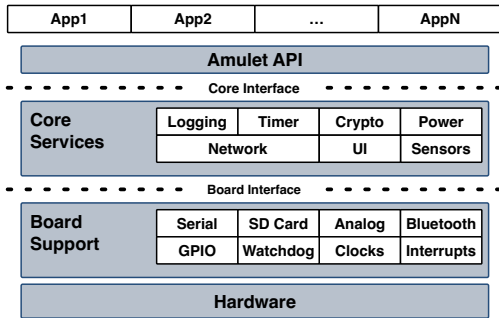 App1 App2 ... AppN
Amulet API
Core Interface
Core Services
Logging Timer Crypto Power
Network UI Sensors
Board Interface
Board Support
Serial SD Card Analog Bluetooth
GPIO Watchdog Clocks Interrupts
Hardware